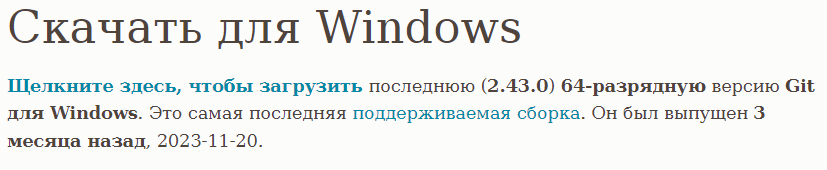 Скачать для Windows
Щелкните здесь, чтобы загрузить последнюю (2.43.0) 64-разрядную версию Git
для Windows. Это самая последняя поддерживаемая сборка. Он был выпущен 3
месяца назад, 2023-11-20.